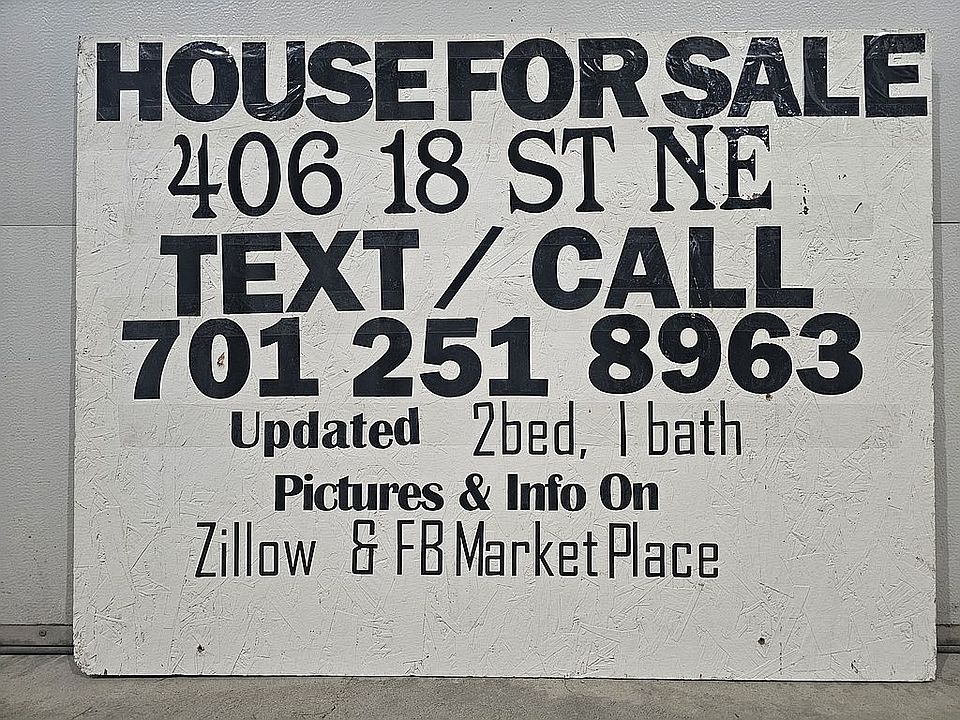 HOUSE FOR SALE
406 18 ST NE
TEXT / CALL
701 251 8963
Updated 2bed, 1 bath
Pictures & Info On
Zillow & FB Market Place